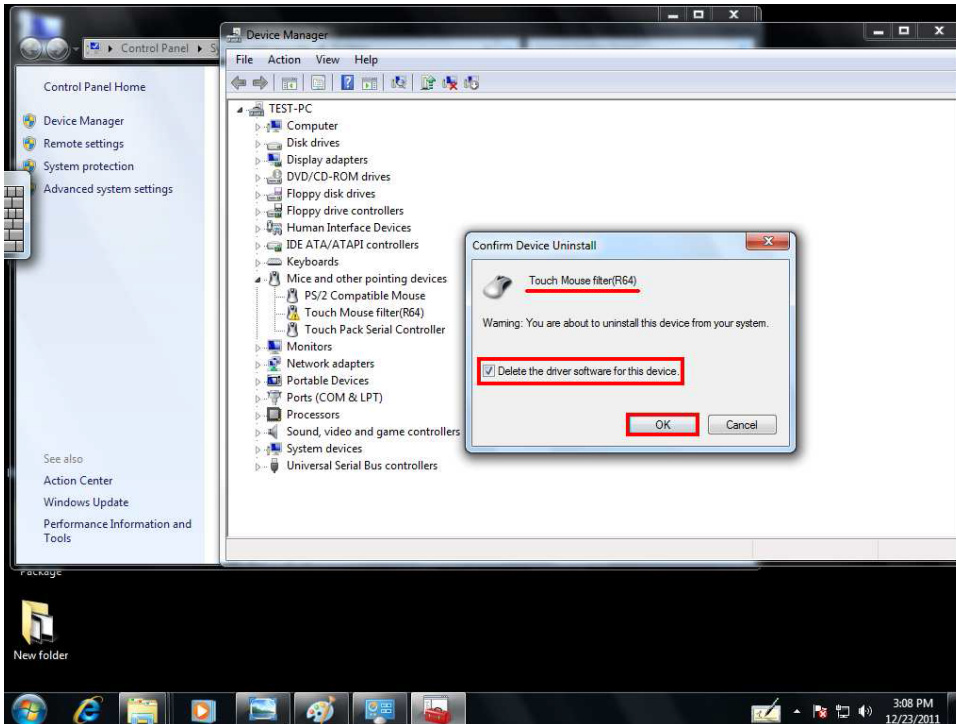 Control Panel
Control Panel Home
Device Manager
Remote settings
System protection
Advanced system settings
See also
Action Center
Windows Update
Performance Information and
Tools
Device Manager
File Action View Help
TEST-PC
Computer
Disk drives
Display adapters
DVD/CD-ROM drives
Floppy disk drives
Floppy drive controllers
Human Interface Devices
IDE ATA/ATAPI controllers
Keyboards
Mice and other pointing devices
PS/2 Compatible Mouse
Touch Mouse filter(R64)
Touch Pack Serial Controller
Monitors
Network adapters
Portable Devices
Ports (COM & LPT)
Processors
Sound, video and game controllers
System devices
Universal Serial Bus controllers
Confirm Device Uninstall
Touch Mouse filter(R64)
Warning: You are about to uninstall this device from your system.
Delete the driver software for this device.
OK Cancel
Package
New folder
3:08 PM
12/23/2011